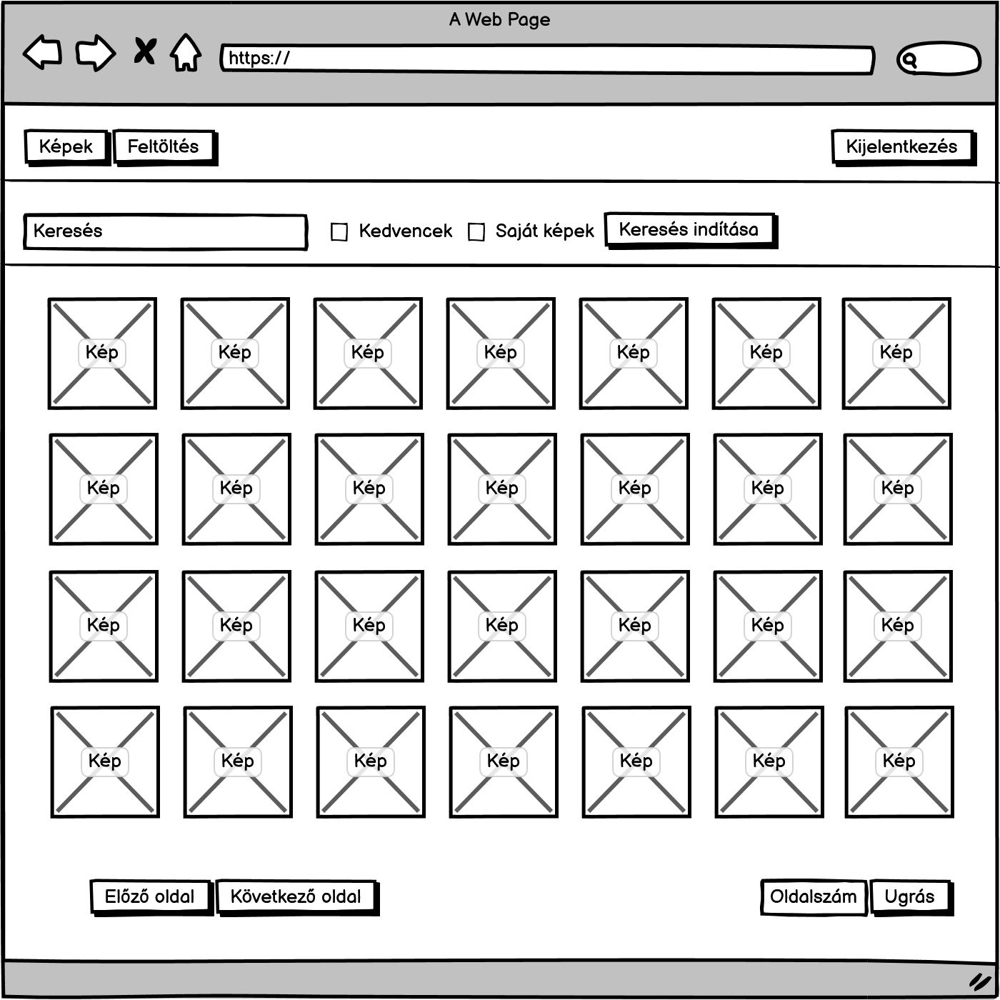 A Web Page
https://
Képek Feltöltés Kijelentkezés
Keresés Kedvencek Saját képek Keresés indítása
Kép Kép Kép Kép Kép Kép Kép
Kép Kép Kép Kép Kép Kép Kép
Kép Kép Kép Kép Kép Kép Kép
Kép Kép Kép Kép Kép Kép Kép
Előző oldal Következő oldal Oldalszám Ugrás